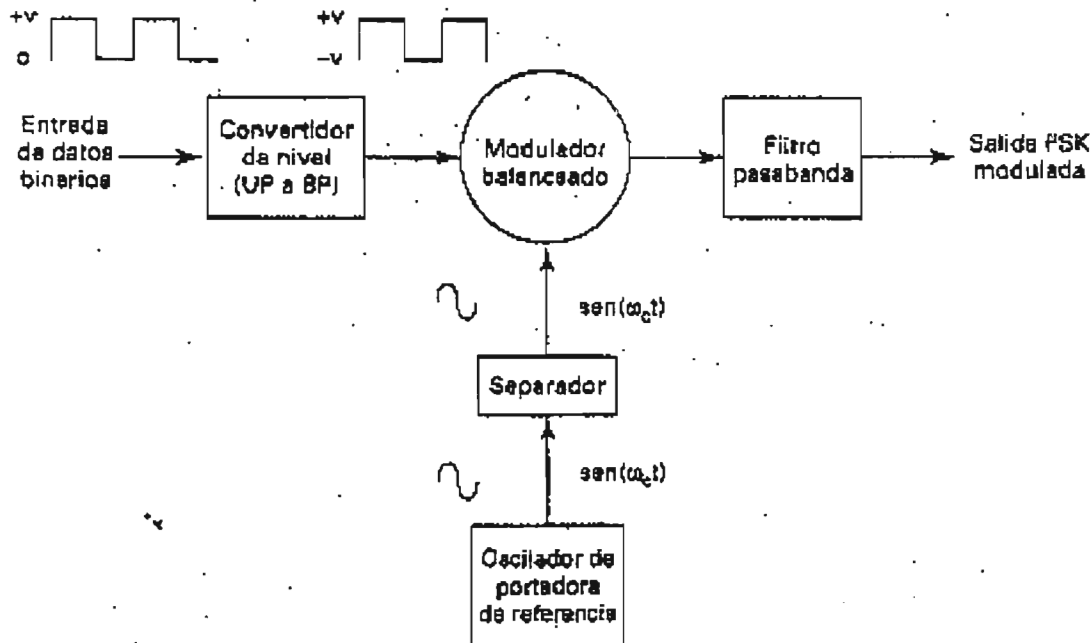 +V
0
+V
-V
Entrada
de datos
binarios
Convertidor
de nivel
(UP a BP)
Modulador
balanceado
Filtro
pasabanda
Salida PSK
modulada
sen(ω_c t)
Separador
sen(ω_c t)
Oscilador de
portadora
de referencia